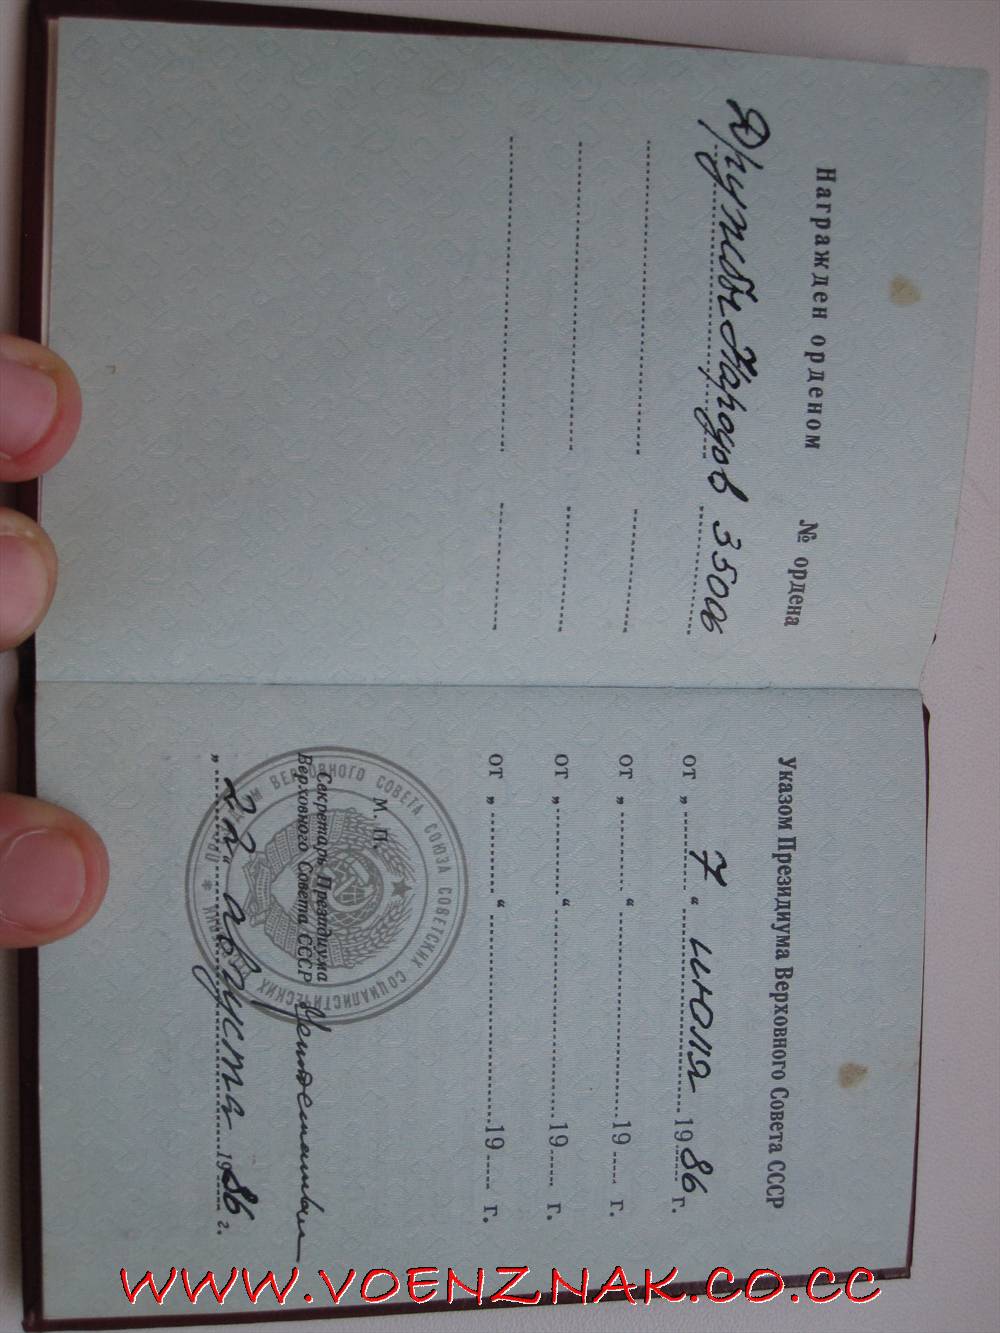 Награжден орденом № ордена
Дружбы Народов 35006
Указом Президиума Верховного Совета СССР
от „ 7 “ июля 1986 г.
от „ “ 19 г.
от „ “ 19 г.
от „ “ 19 г.
М. П.
Секретарь Президиума
Верховного Совета СССР
„ 22 “ августа 1986 г.
ПРЕЗИДИУМ ВЕРХОВНОГО СОВЕТА СОЮЗА СОВЕТСКИХ СОЦИАЛИСТИЧЕСКИХ РЕСПУБЛИК
WWW.VOENZNAK.CO.CC